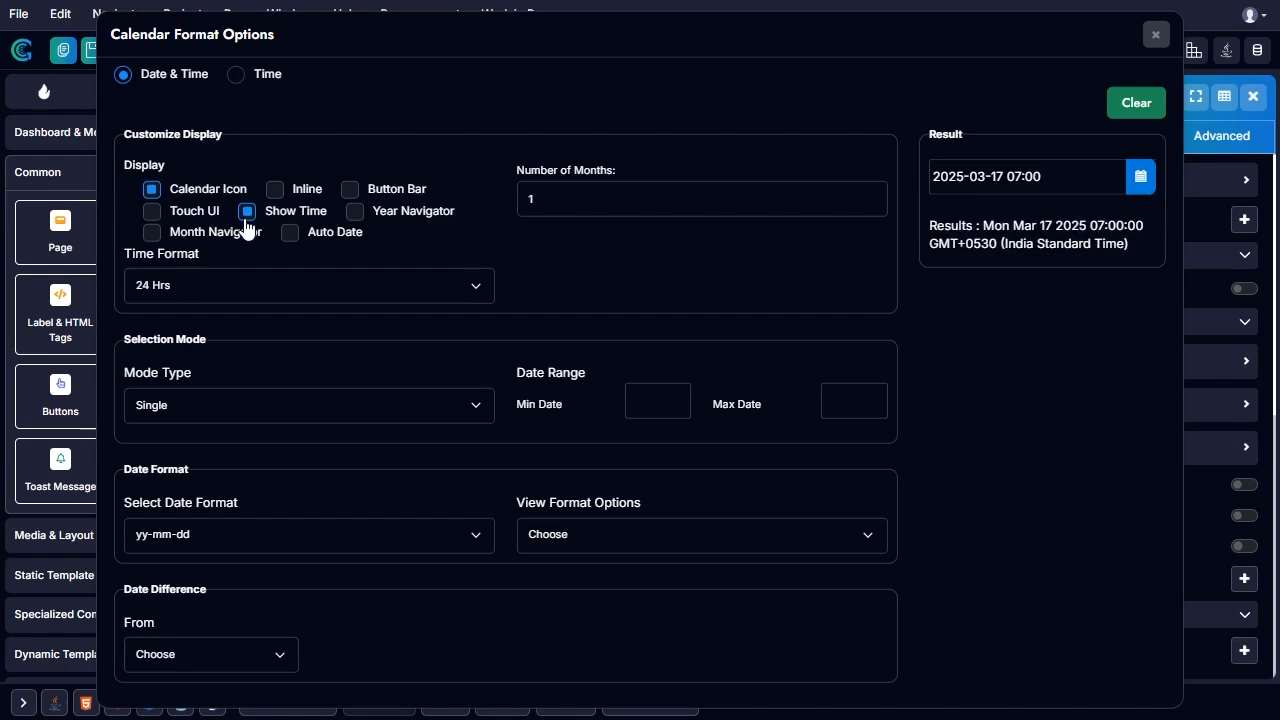 File Edit
Calendar Format Options
Date & Time Time
Clear
Dashboard & M
Common
Page
Label & HTML
Tags
Buttons
Toast Message
Media & Layout
Static Template
Specialized Con
Dynamic Templa
Customize Display
Display
Calendar Icon Inline Button Bar
Touch UI Show Time Year Navigator
Month Navigator Auto Date
Number of Months:
1
Time Format
24 Hrs
Selection Mode
Mode Type
Single
Date Range
Min Date Max Date
Date Format
Select Date Format
yy-mm-dd
View Format Options
Choose
Date Difference
From
Choose
Result
2025-03-17 07:00
Results : Mon Mar 17 2025 07:00:00
GMT+0530 (India Standard Time)
Advanced